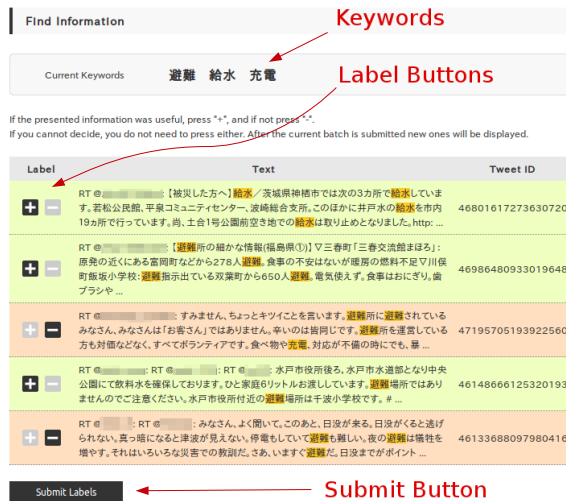 Find Information
Keywords
Current Keywords 避難 給水 充電
Label Buttons
If the presented information was useful, press "+", and if not press "-".
If you cannot decide, you do not need to press either. After the current batch is submitted new ones will be displayed.
Label Text Tweet ID
RT @ : 【被災した方へ】給水／茨城県神栖市では次の3カ所で給水していま
す。若松公民館、平泉コミュニティセンター、波崎総合支所。このほかに井戸水の給水を市内
19ヵ所で行っています。尚、土合1号公園前空き地での給水は取り止めとなりました。http: ...
46801617273630720
RT @ : 【避難所の細かな情報(福島県①)】▽三春町「三春交流館まほら」：
原発の近くにある富岡町などから278人避難。食事の不安はないが暖房の燃料不足▽川俣
町飯坂小学校：避難指示出ている双葉町から650人避難。電気使えず。食事はおにぎり。歯
ブラシや ...
46986480933019648
RT @ : すみません、ちょっとキツイことを言います。避難所に避難されている
みなさん、みなさんは「お客さん」ではありません。辛いのは皆同じです。避難所を運営している
方も対価などなく、すべてボランティアです。食べ物や充電、対応が不備の時にでも、暴 ...
47195705193922560
RT @ : RT @ : RT @ : 水戸市役所後ろ、水戸市水道部となり中央
公園にて飲料水を確保しております。ひと家庭6リットルお渡ししています。避難場所ではあり
ませんのでご注意ください。水戸市役所付近の避難場所は千波小学校です。# ...
46148666125320193
RT @ : RT @ : みなさん、よく聞いて。このあと、日没が来る。日没がくると逃げ
られない。真っ暗になると津波が見えない。停電もしていて避難も難しい。夜の避難は犠牲を
増やす。それはいろいろな災害での教訓だ。さあ、いますぐ避難だ。日没までがポイント ...
46133688097980416
Submit Labels
Submit Button